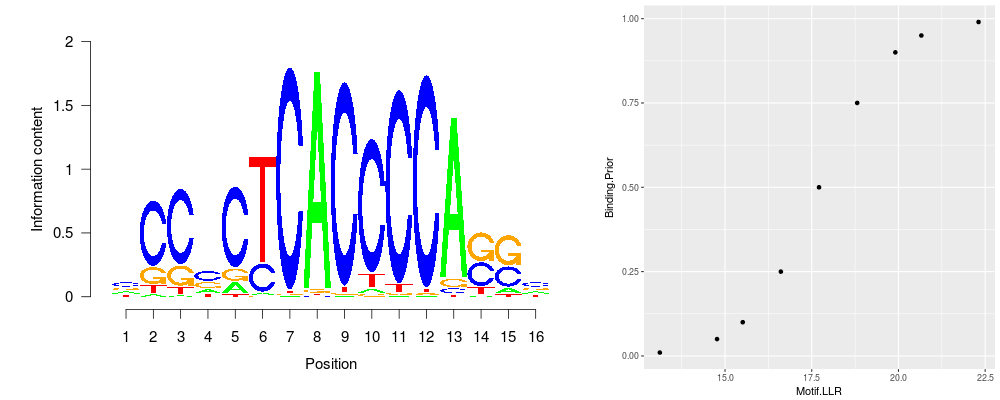 2
1.5
1
0.5
0
Information content
C C C T C A C C C C A G G
G G C G C C C
1 2 3 4 5 6 7 8 9 10 11 12 13 14 15 16
Position
1.00
0.75
0.50
0.25
0.00
Binding.Prior
15.0 17.5 20.0 22.5
Motif.LLR